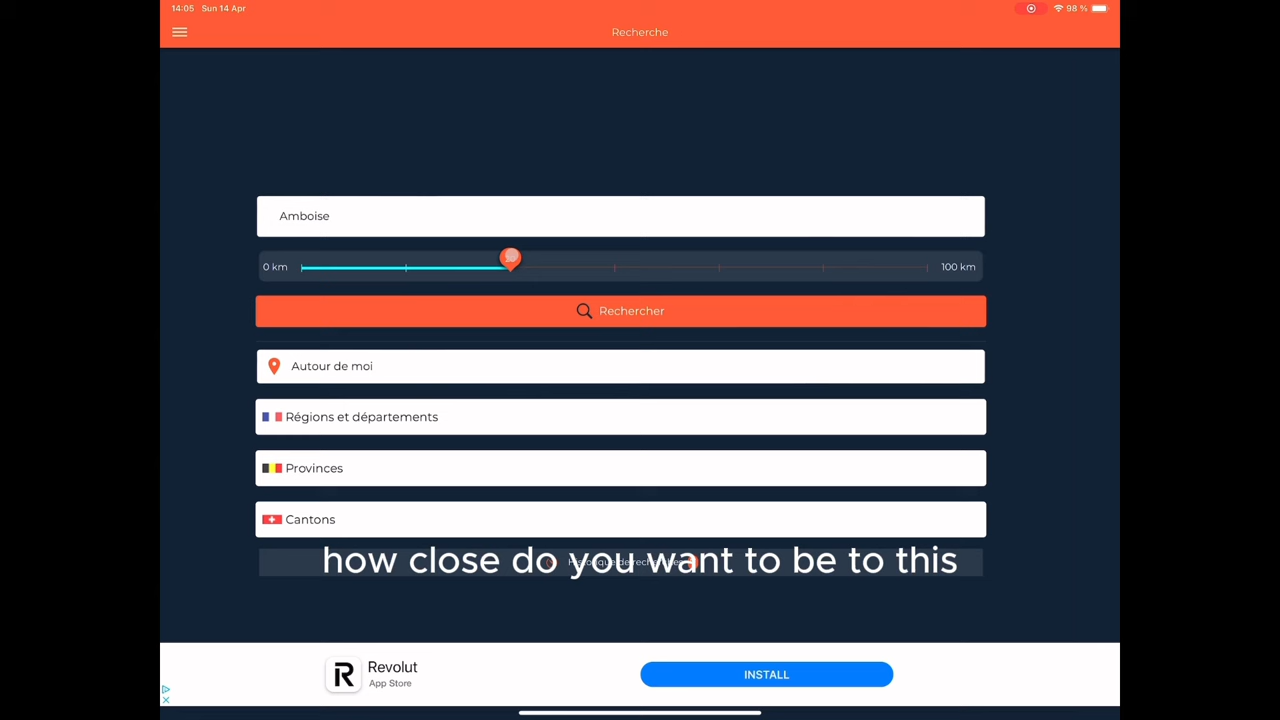 14:05 Sun 14 Apr
98 %
Recherche
Amboise
0 km
100 km
Rechercher
Autour de moi
Régions et départements
Provinces
Cantons
how close do you want to be to this
Revolut
App Store
INSTALL